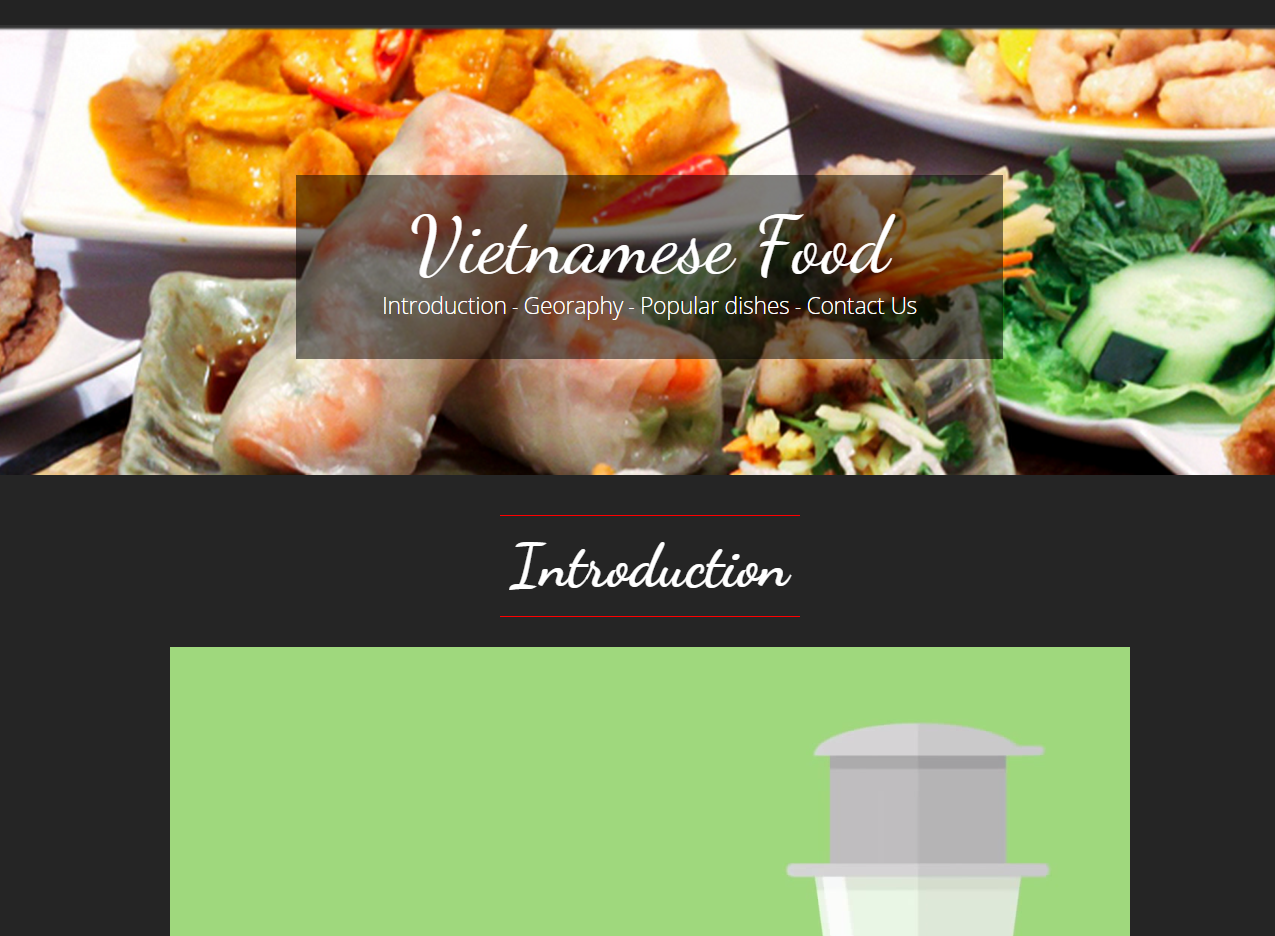 Vietnamese Food
Introduction - Georaphy - Popular dishes - Contact Us
Introduction